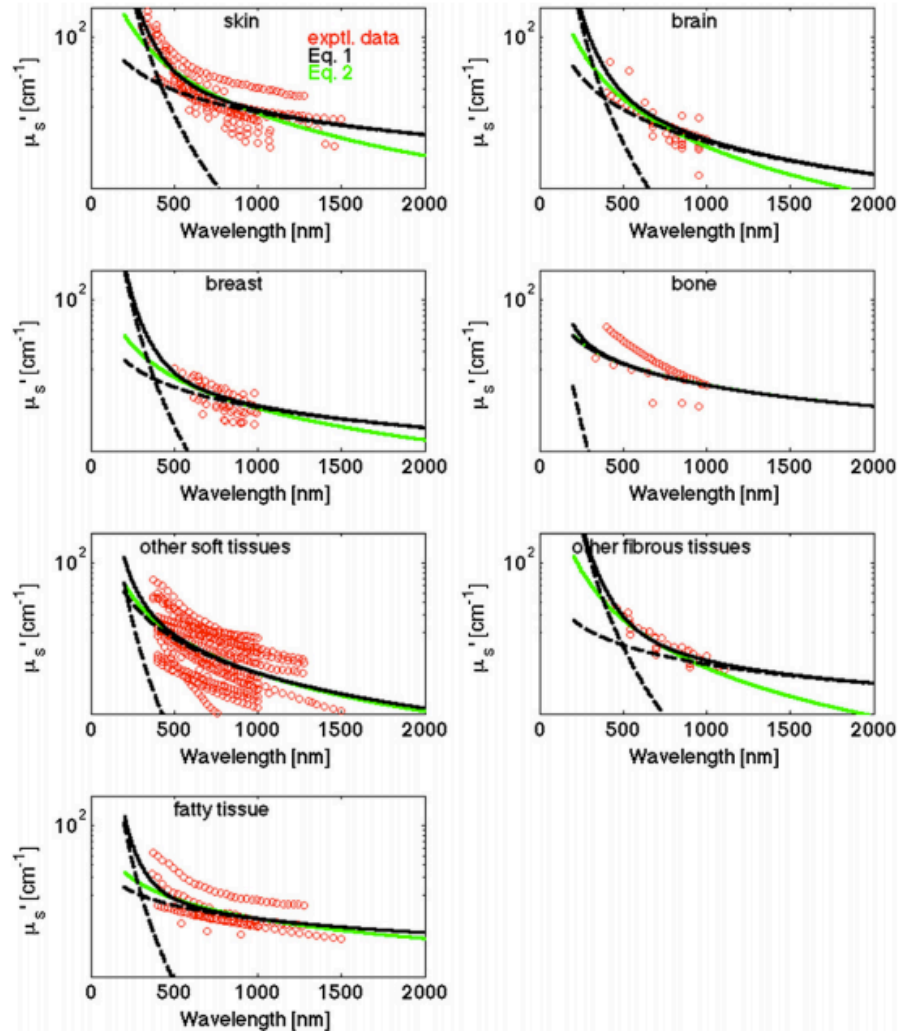 skin
exptl. data
Eq. 1
Eq. 2
10²
μs' [cm⁻¹]
0 500 1000 1500 2000
Wavelength [nm]
brain
10²
μs' [cm⁻¹]
0 500 1000 1500 2000
Wavelength [nm]
breast
10²
μs' [cm⁻¹]
0 500 1000 1500 2000
Wavelength [nm]
bone
10²
μs' [cm⁻¹]
0 500 1000 1500 2000
Wavelength [nm]
other soft tissues
10²
μs' [cm⁻¹]
0 500 1000 1500 2000
Wavelength [nm]
other fibrous tissues
10²
μs' [cm⁻¹]
0 500 1000 1500 2000
Wavelength [nm]
fatty tissue
10²
μs' [cm⁻¹]
0 500 1000 1500 2000
Wavelength [nm]